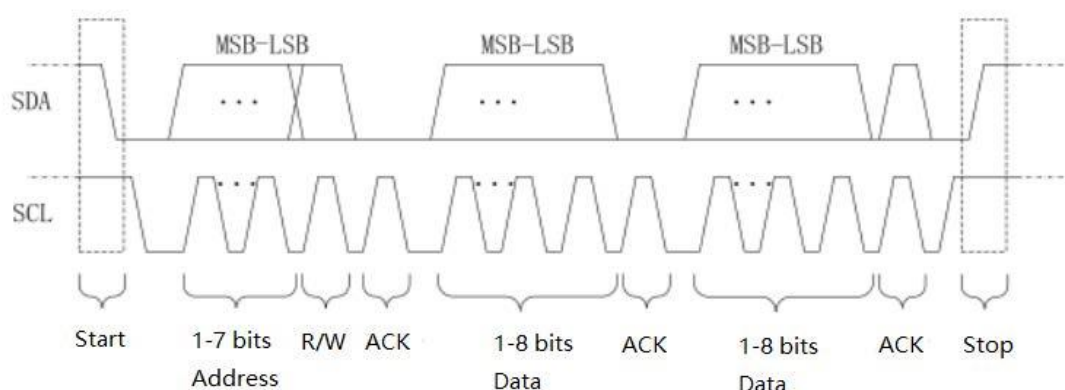 MSB-LSB MSB-LSB MSB-LSB
SDA
SCL
Start 1-7 bits R/W ACK 1-8 bits ACK 1-8 bits ACK Stop
Address Data Data